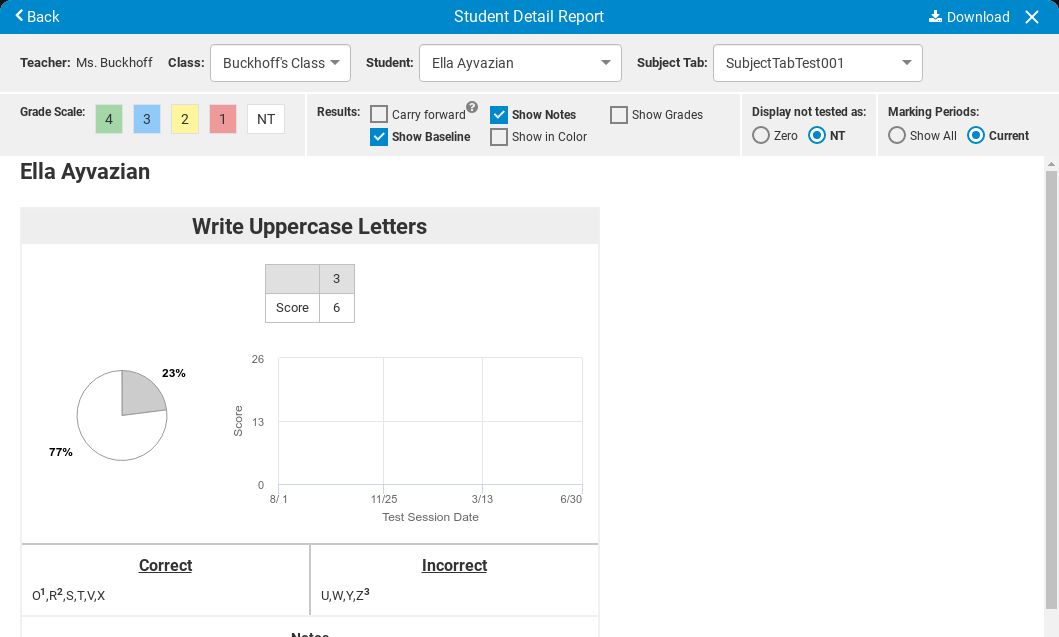 Back
Student Detail Report
Download
Teacher: Ms. Buckhoff Class: Buckhoff's Class Student: Ella Ayvazian Subject Tab: SubjectTabTest001
Grade Scale: 4 3 2 1 NT
Results: Carry forward ? Show Notes Show Grades
Show Baseline Show in Color
Display not tested as:
Zero NT
Marking Periods:
Show All Current
Ella Ayvazian
Write Uppercase Letters
3
Score 6
23%
77%
26
13
0
Score
8/ 1 11/25 3/13 6/30
Test Session Date
Correct
O¹,R²,S,T,V,X
Incorrect
U,W,Y,Z³
Notes